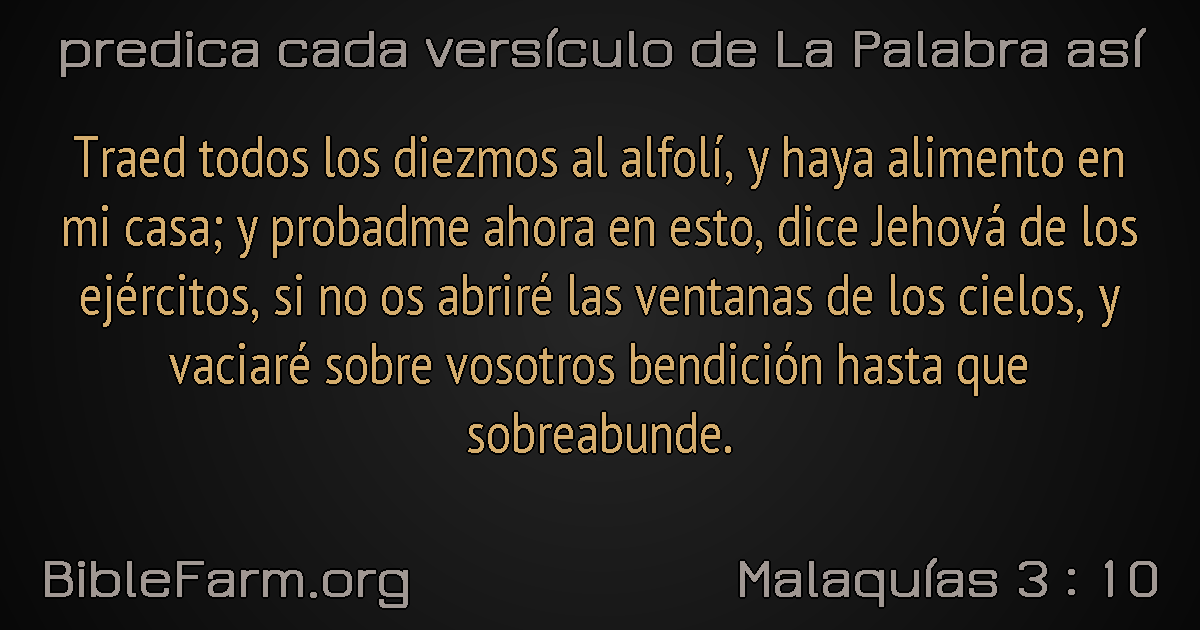 predica cada versículo de La Palabra así
Traed todos los diezmos al alfolí, y haya alimento en
mi casa; y probadme ahora en esto, dice Jehová de los
ejércitos, si no os abriré las ventanas de los cielos, y
vaciaré sobre vosotros bendición hasta que
sobreabunde.
BibleFarm.org
Malaquías 3 : 10